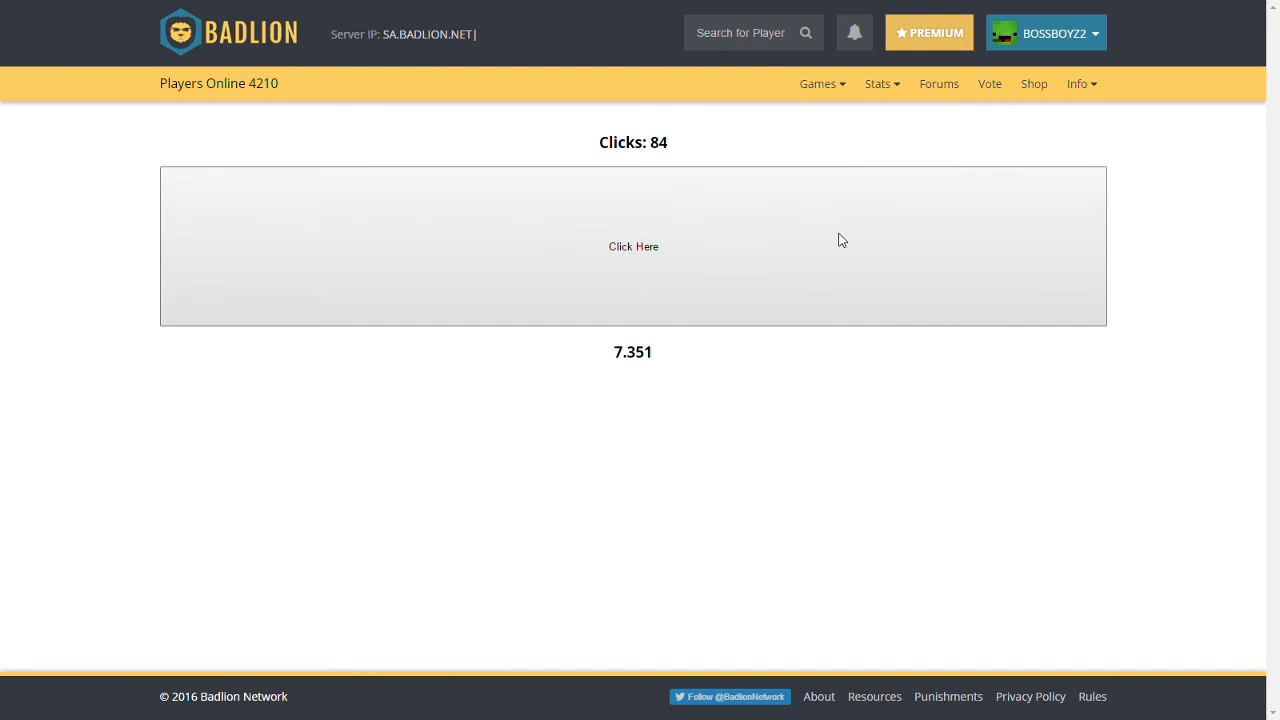 BADLION
Server IP: SA.BADLION.NET|
Search for Player
PREMIUM
BOSSBOYZ2
Players Online 4210
Games
Stats
Forums
Vote
Shop
Info
Clicks: 84
Click Here
7.351
© 2016 Badlion Network
Follow @BadlionNetwork
About
Resources
Punishments
Privacy Policy
Rules